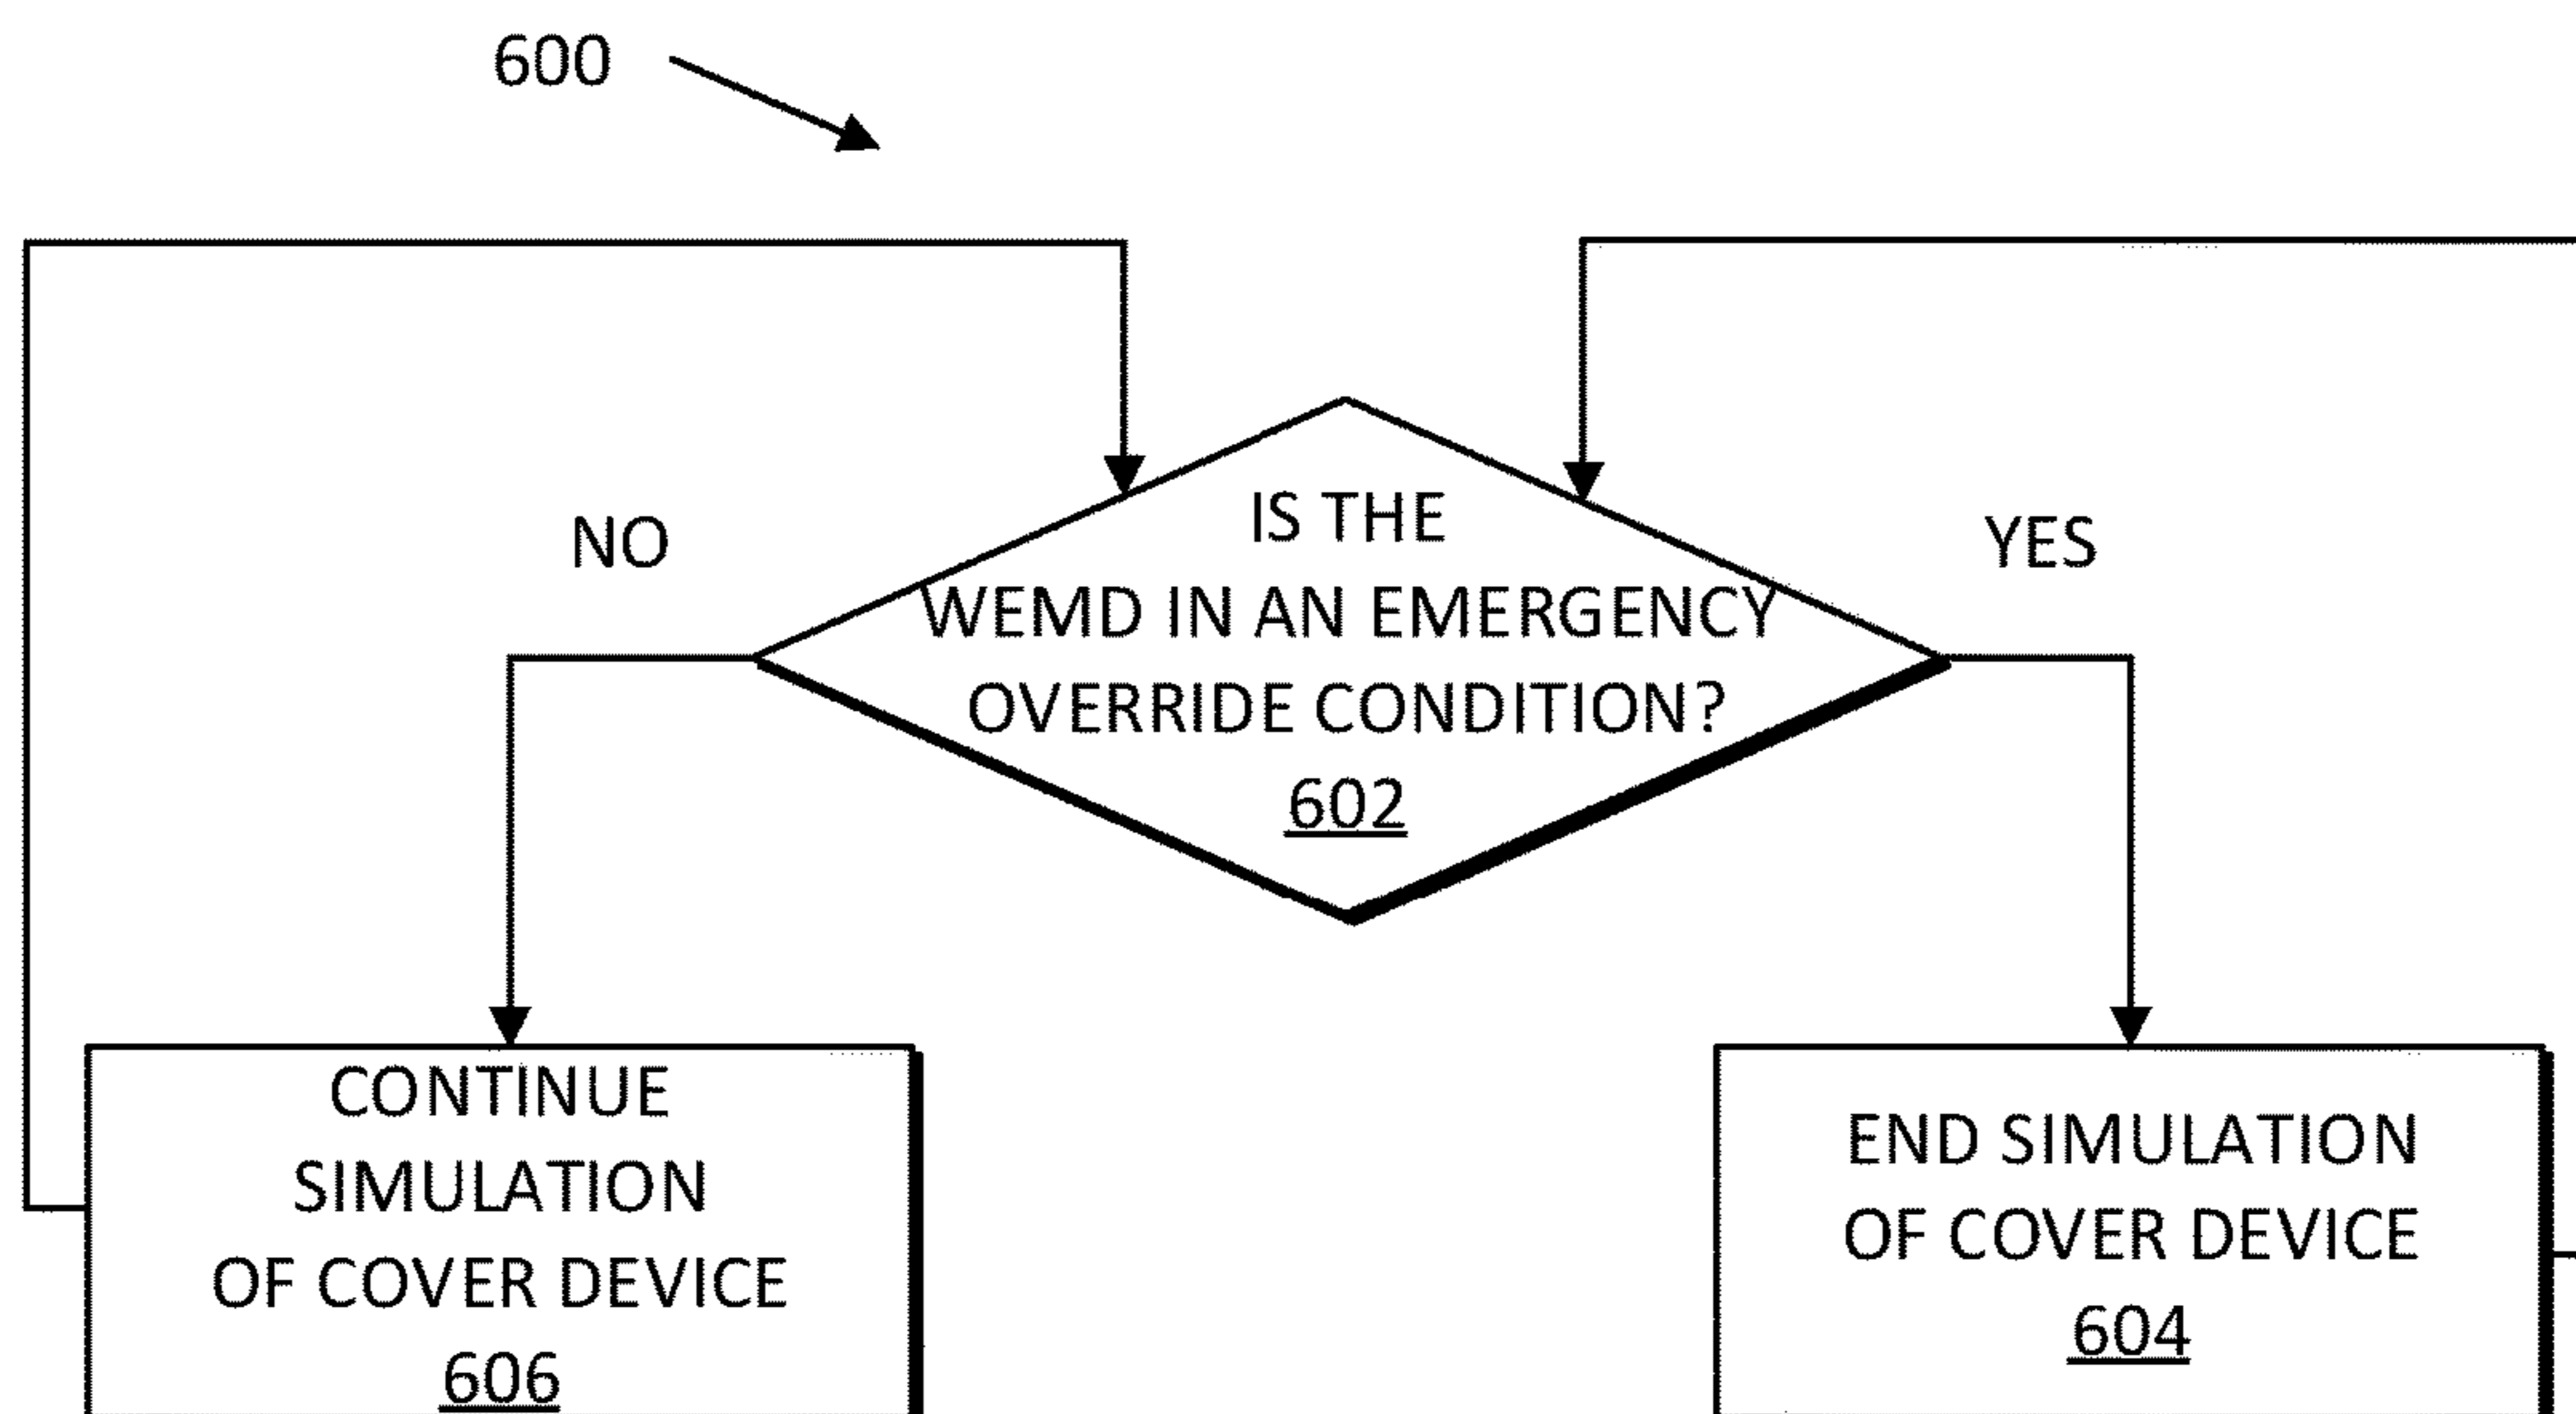 600
NO
YES
IS THE
WEMD IN AN EMERGENCY
OVERRIDE CONDITION?
602
CONTINUE
SIMULATION
OF COVER DEVICE
606
END SIMULATION
OF COVER DEVICE
604